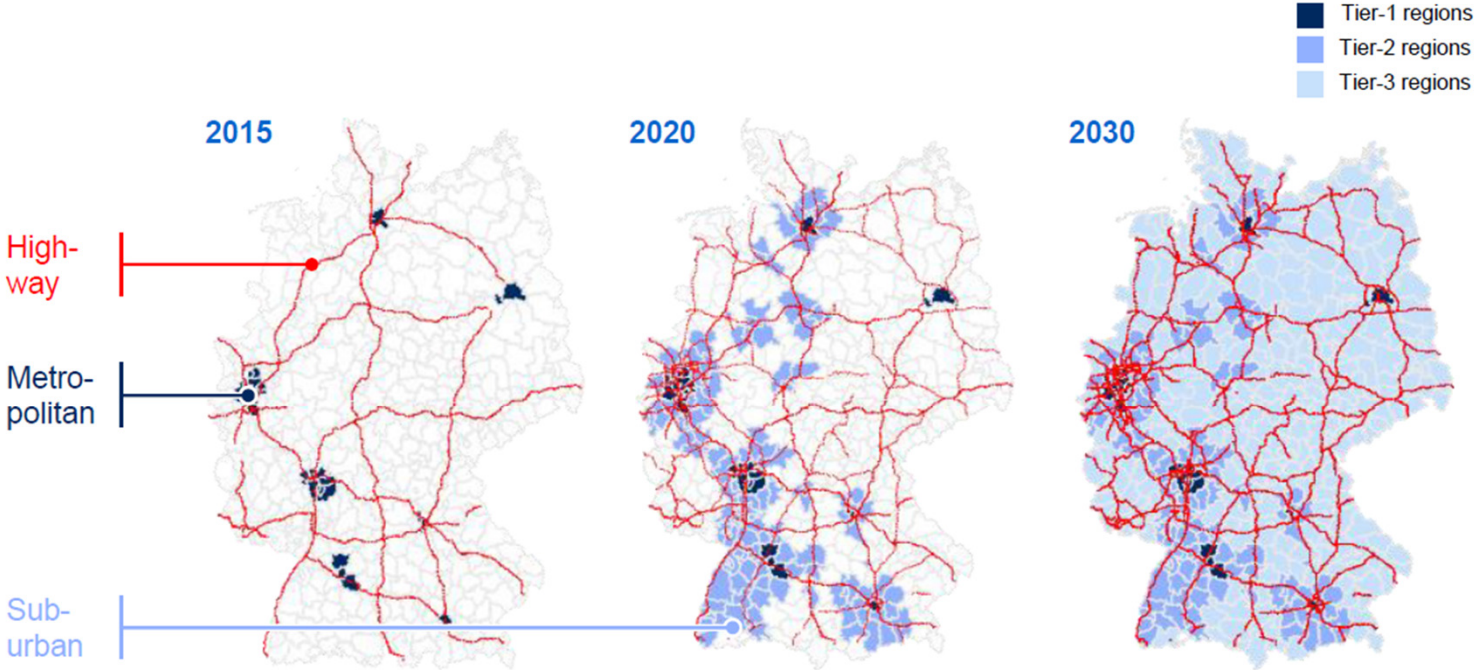 Tier-1 regions
Tier-2 regions
Tier-3 regions
2015
2020
2030
High-
way
Metro-
politan
Sub-
urban